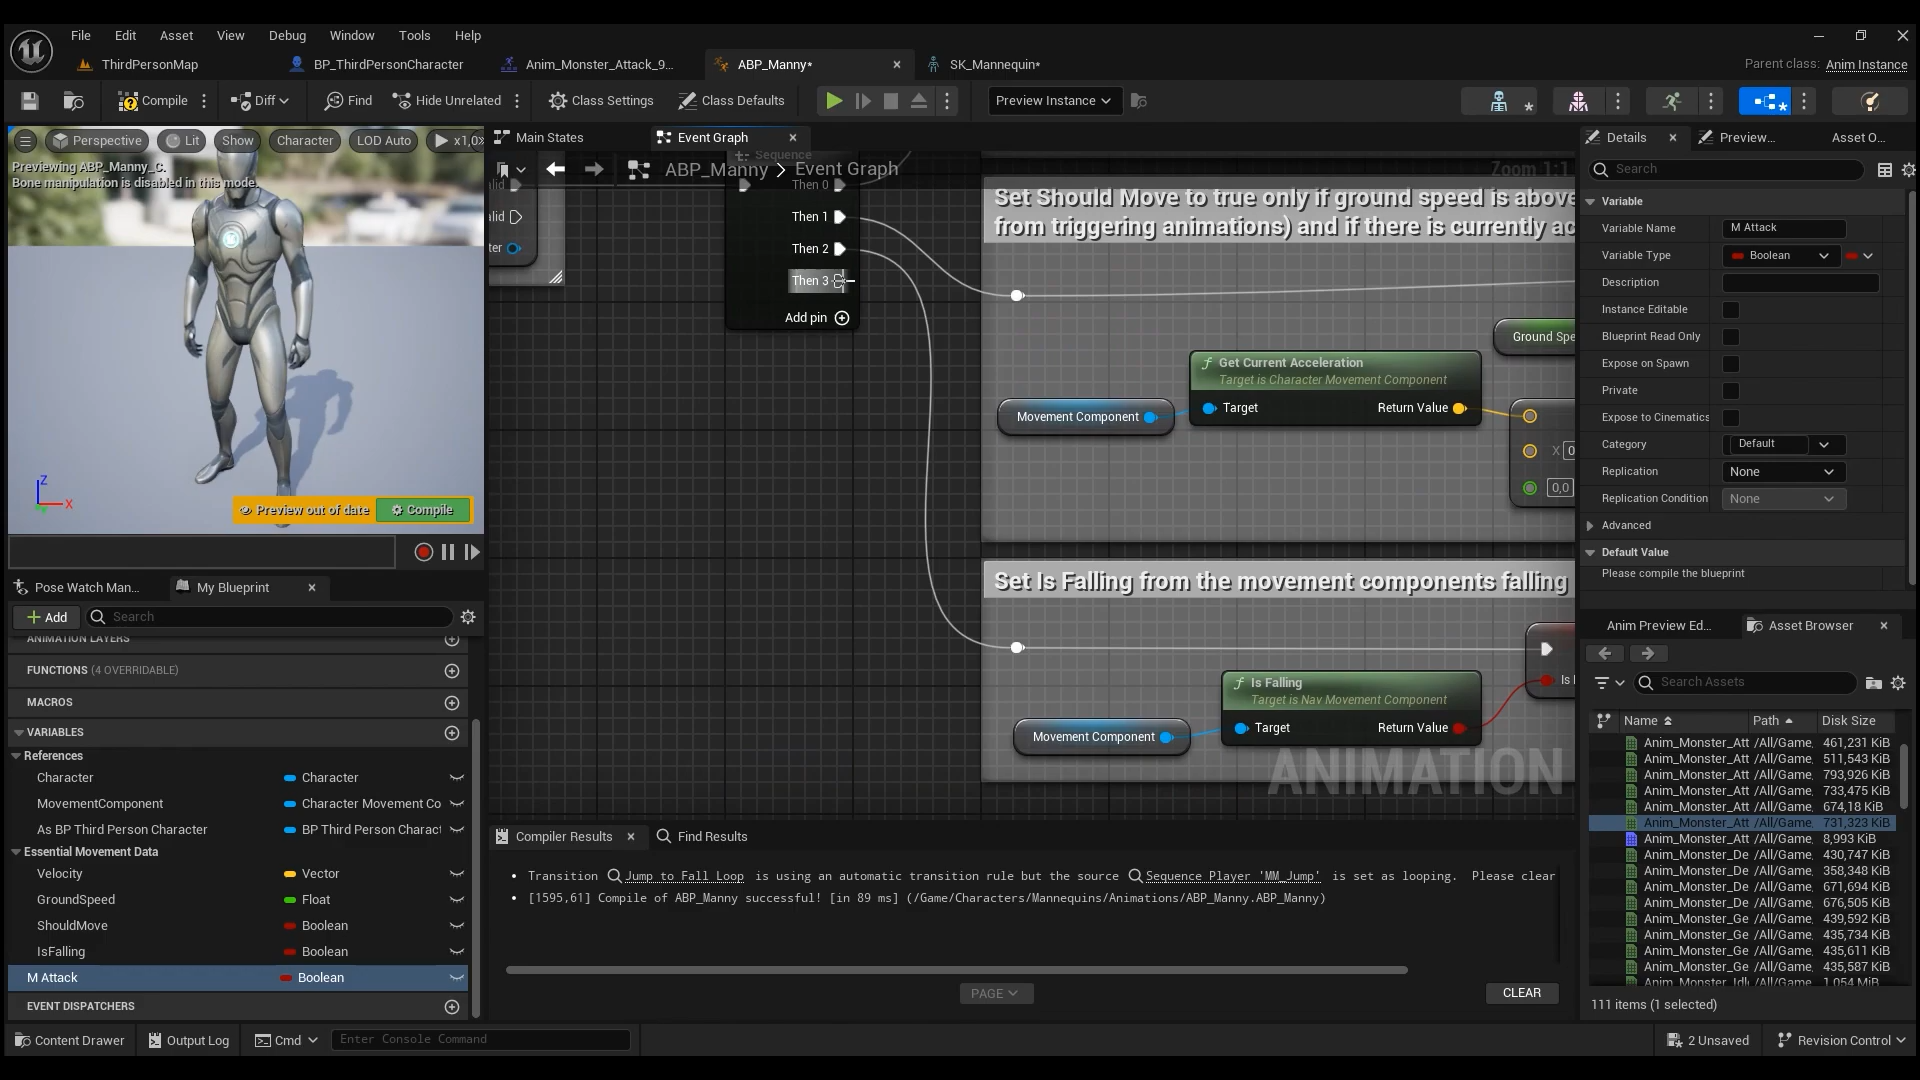 File Edit Asset View Debug Window Tools Help
ThirdPersonMap BP_ThirdPersonCharacter Anim_Monster_Attack_9... ABP_Manny* SK_Mannequin* Parent class: Anim Instance
Compile Diff Find Hide Unrelated Class Settings Class Defaults Preview Instance
Perspective Lit Show Character LOD Auto x1,0
Previewing ABP_Manny_C.
Bone manipulation is disabled in this mode.
Z
X
Preview out of date Compile
Main States Event Graph
ABP_Manny > Event Graph
Zoom 1:1
Sequence
Then 0
Then 1
Then 2
Then 3
Add pin
lid
lid
ter
Set Should Move to true only if ground speed is above
from triggering animations) and if there is currently ac
Ground Spe
Get Current Acceleration
Target is Character Movement Component
Target Return Value
Movement Component
X 0
0,0
Set Is Falling from the movement components falling
Is Falling
Target is Nav Movement Component
Target Return Value
Movement Component
ANIMATION
Pose Watch Man... My Blueprint
Add Search
ANIMATION LAYERS
FUNCTIONS (4 OVERRIDABLE)
MACROS
VARIABLES
References
Character Character
MovementComponent Character Movement Co
As BP Third Person Character BP Third Person Charact
Essential Movement Data
Velocity Vector
GroundSpeed Float
ShouldMove Boolean
IsFalling Boolean
M Attack Boolean
EVENT DISPATCHERS
Compiler Results Find Results
Transition Jump to Fall Loop is using an automatic transition rule but the source Sequence Player 'MM_Jump' is set as looping. Please clear
[1595,61] Compile of ABP_Manny successful! [in 89 ms] (/Game/Characters/Mannequins/Animations/ABP_Manny.ABP_Manny)
PAGE CLEAR
Details Preview... Asset O...
Search
Variable
Variable Name M Attack
Variable Type Boolean
Description
Instance Editable
Blueprint Read Only
Expose on Spawn
Private
Expose to Cinematics
Category Default
Replication None
Replication Condition None
Advanced
Default Value
Please compile the blueprint
Anim Preview Ed... Asset Browser
Search Assets
Name Path Disk Size
Anim_Monster_Att /All/Game, 461,231 KiB
Anim_Monster_Att /All/Game, 511,543 KiB
Anim_Monster_Att /All/Game, 793,926 KiB
Anim_Monster_Att /All/Game, 733,475 KiB
Anim_Monster_Att /All/Game, 674,18 KiB
Anim_Monster_Att /All/Game, 731,323 KiB
Anim_Monster_Att /All/Game, 8,993 KiB
Anim_Monster_De /All/Game, 430,747 KiB
Anim_Monster_De /All/Game, 358,348 KiB
Anim_Monster_De /All/Game, 671,694 KiB
Anim_Monster_De /All/Game, 676,505 KiB
Anim_Monster_Ge /All/Game, 439,592 KiB
Anim_Monster_Ge /All/Game, 435,734 KiB
Anim_Monster_Ge /All/Game, 435,611 KiB
Anim_Monster_Ge /All/Game, 435,587 KiB
Anim_Monster_Idl /All/Game, 1,054 MiB
111 items (1 selected)
Content Drawer Output Log Cmd Enter Console Command 2 Unsaved Revision Control